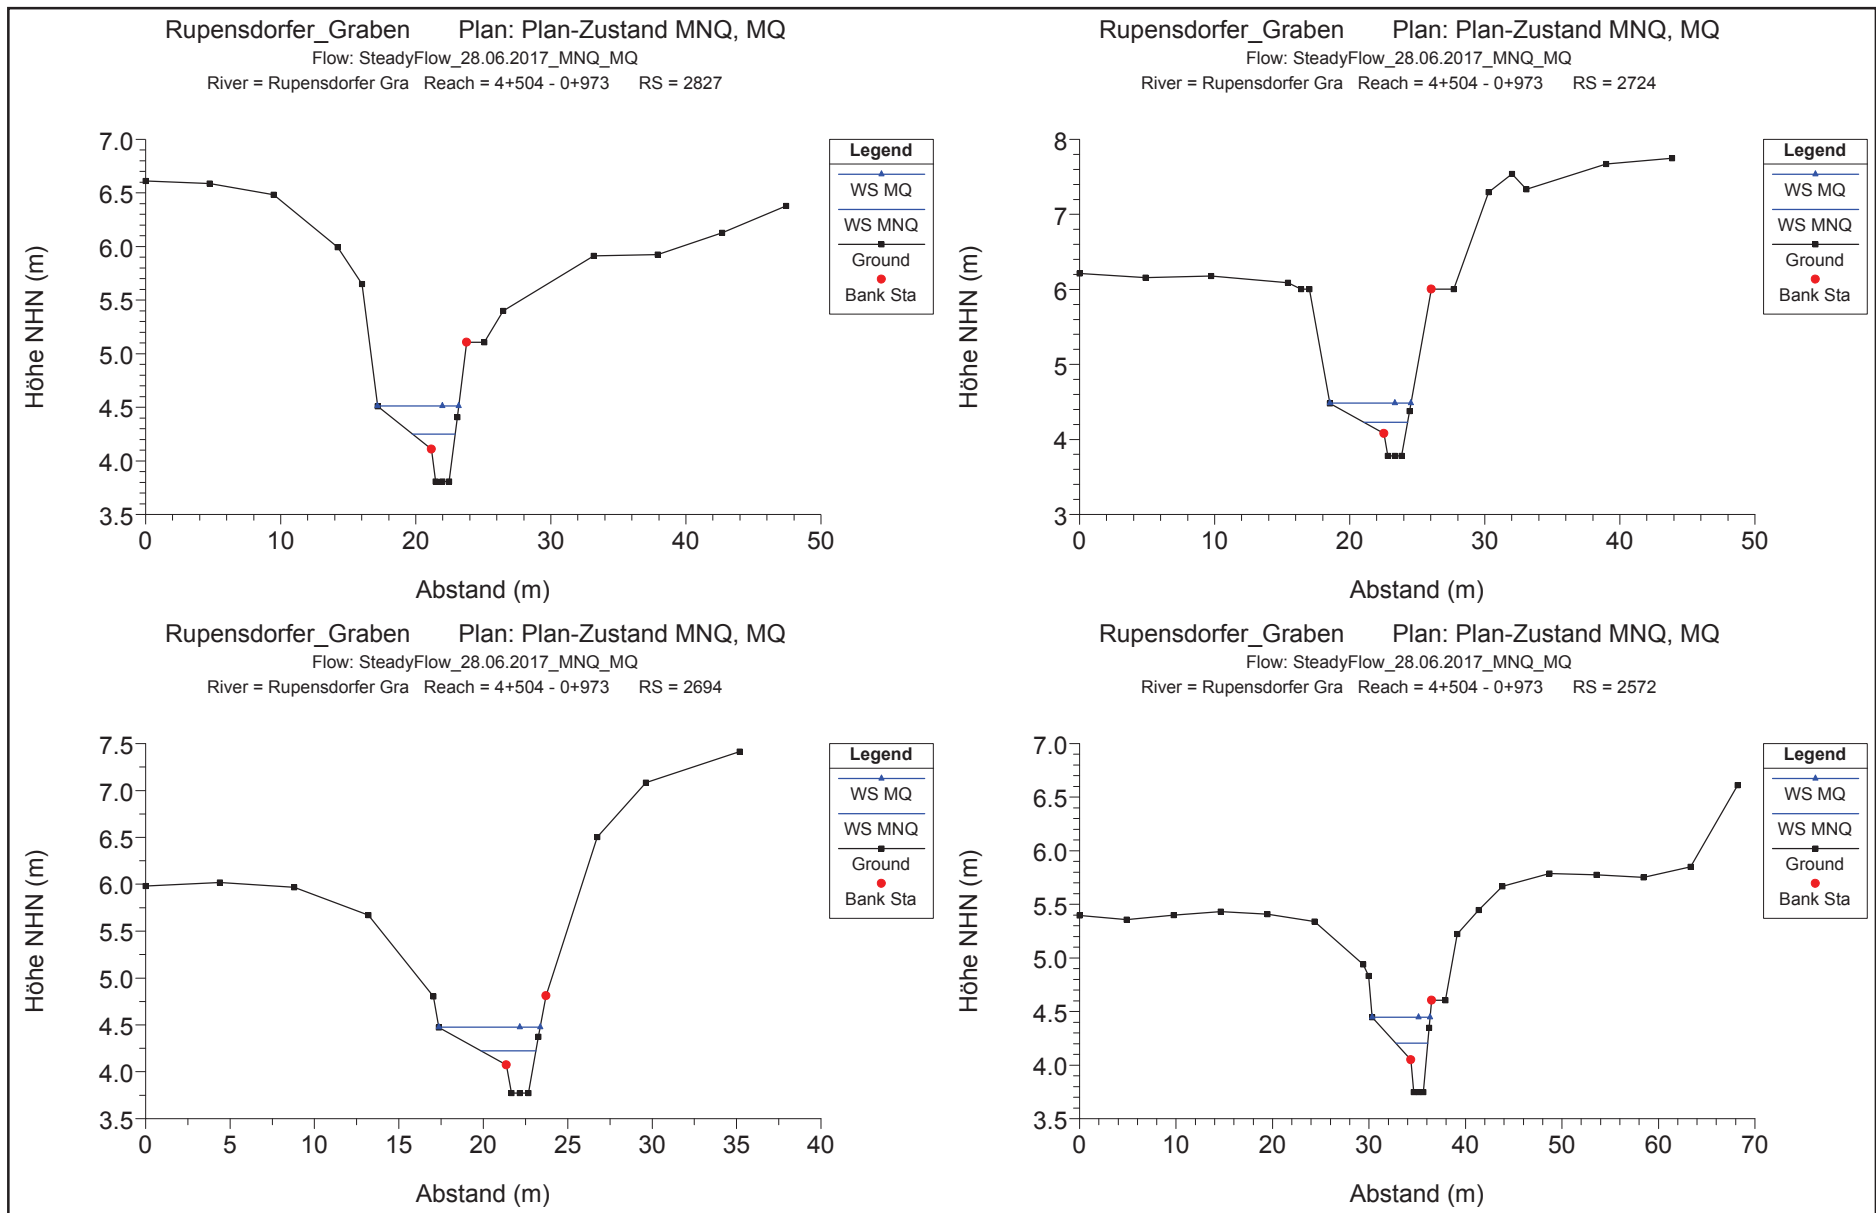 Rupensdorfer_Graben Plan: Plan-Zustand MNQ, MQ
Flow: SteadyFlow_28.06.2017_MNQ_MQ
River = Rupensdorfer Gra Reach = 4+504 - 0+973 RS = 2827
7.0
6.5
6.0
5.5
5.0
4.5
4.0
3.5
Höhe NHN (m)
0 10 20 30 40 50
Abstand (m)
Legend
WS MQ
WS MNQ
Ground
Bank Sta
Rupensdorfer_Graben Plan: Plan-Zustand MNQ, MQ
Flow: SteadyFlow_28.06.2017_MNQ_MQ
River = Rupensdorfer Gra Reach = 4+504 - 0+973 RS = 2724
8
7
6
5
4
3
Höhe NHN (m)
0 10 20 30 40 50
Abstand (m)
Legend
WS MQ
WS MNQ
Ground
Bank Sta
Rupensdorfer_Graben Plan: Plan-Zustand MNQ, MQ
Flow: SteadyFlow_28.06.2017_MNQ_MQ
River = Rupensdorfer Gra Reach = 4+504 - 0+973 RS = 2694
7.5
7.0
6.5
6.0
5.5
5.0
4.5
4.0
3.5
Höhe NHN (m)
0 5 10 15 20 25 30 35 40
Abstand (m)
Legend
WS MQ
WS MNQ
Ground
Bank Sta
Rupensdorfer_Graben Plan: Plan-Zustand MNQ, MQ
Flow: SteadyFlow_28.06.2017_MNQ_MQ
River = Rupensdorfer Gra Reach = 4+504 - 0+973 RS = 2572
7.0
6.5
6.0
5.5
5.0
4.5
4.0
3.5
Höhe NHN (m)
0 10 20 30 40 50 60 70
Abstand (m)
Legend
WS MQ
WS MNQ
Ground
Bank Sta